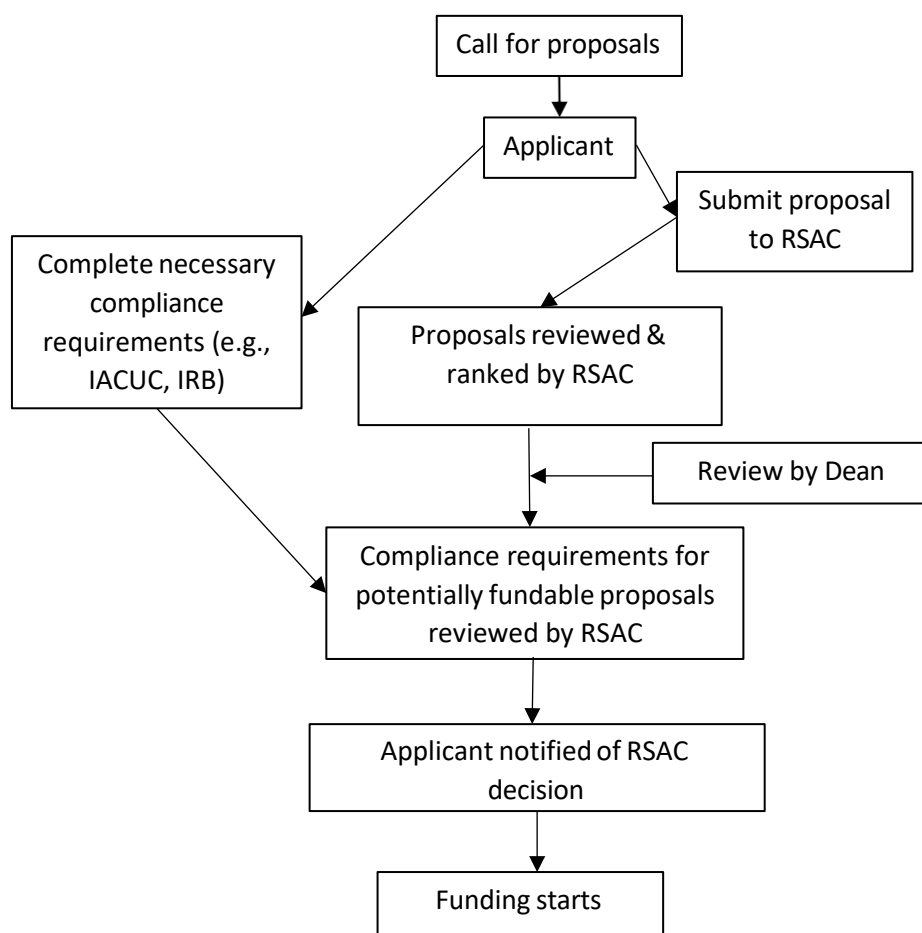 Call for proposals
Applicant
Submit proposal
to RSAC
Complete necessary
compliance
requirements (e.g.,
IACUC, IRB)
Proposals reviewed &
ranked by RSAC
Review by Dean
Compliance requirements for
potentially fundable proposals
reviewed by RSAC
Applicant notified of RSAC
decision
Funding starts